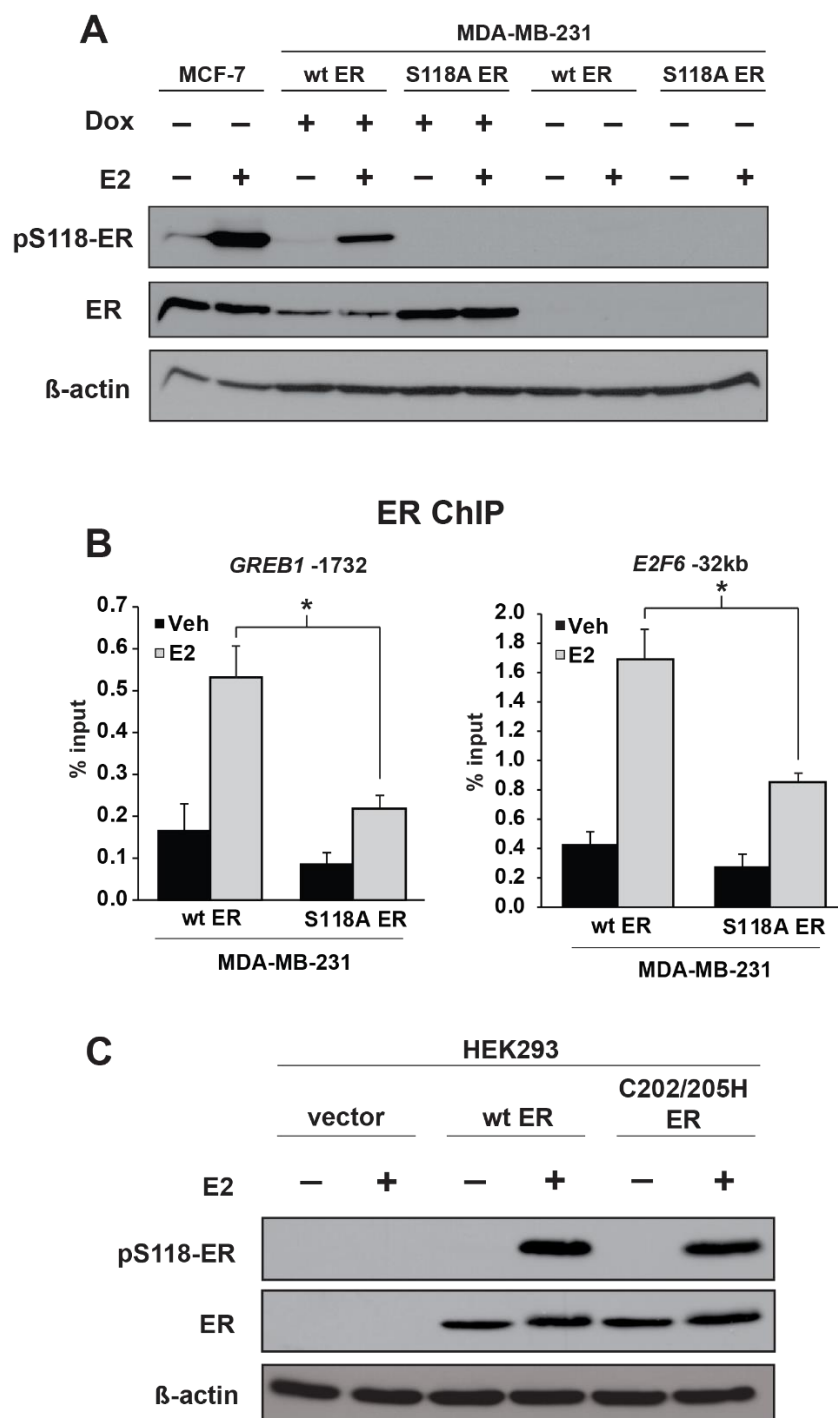 A
MDA-MB-231
MCF-7 wt ER S118A ER wt ER S118A ER
Dox – – + + + + – – – –
E2 – + – + – + – + – +
pS118-ER
ER
ß-actin
ER ChIP
B
GREB1 -1732
0.7
0.6
0.5
0.4
0.3
0.2
0.1
0.0
% input
Veh
E2
*
wt ER S118A ER
MDA-MB-231
E2F6 -32kb
2.0
1.8
1.6
1.4
1.2
1.0
0.8
0.6
0.4
0.2
0.0
% input
Veh
E2
*
wt ER S118A ER
MDA-MB-231
C
HEK293
vector wt ER C202/205H
ER
E2 – + – + – +
pS118-ER
ER
ß-actin